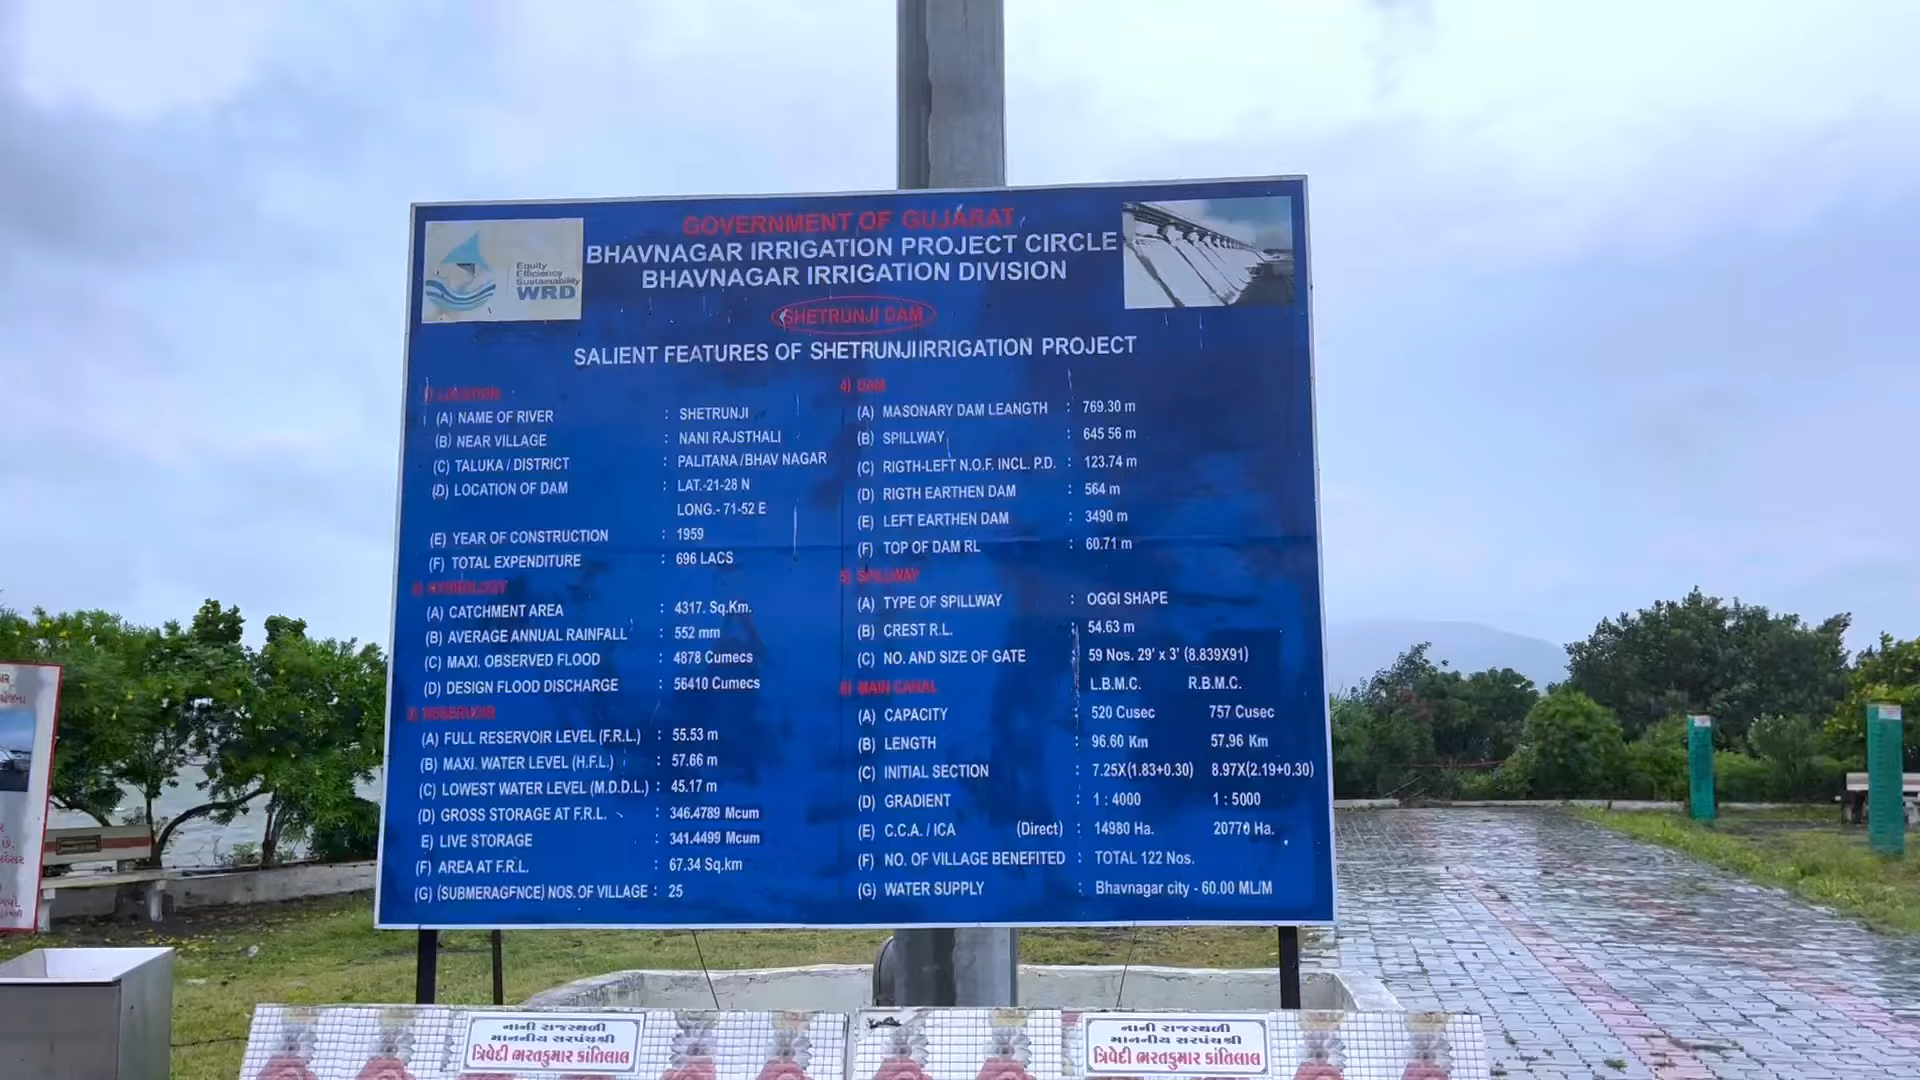 Equity
Efficiency
Sustainability
WRD
GOVERNMENT OF GUJARAT
BHAVNAGAR IRRIGATION PROJECT CIRCLE
BHAVNAGAR IRRIGATION DIVISION
SHETRUNJI DAM
SALIENT FEATURES OF SHETRUNJIIRRIGATION PROJECT
1) LOCATION
(A) NAME OF RIVER : SHETRUNJI
(B) NEAR VILLAGE : NANI RAJSTHALI
(C) TALUKA / DISTRICT : PALITANA /BHAV NAGAR
(D) LOCATION OF DAM : LAT.-21-28 N
LONG.- 71-52 E
(E) YEAR OF CONSTRUCTION : 1959
(F) TOTAL EXPENDITURE : 696 LACS
(A) CATCHMENT AREA : 4317. Sq.Km.
(B) AVERAGE ANNUAL RAINFALL : 552 mm
(C) MAXI. OBSERVED FLOOD : 4878 Cumecs
(D) DESIGN FLOOD DISCHARGE : 56410 Cumecs
3) RESERVOIR
(A) FULL RESERVOIR LEVEL (F.R.L.) : 55.53 m
(B) MAXI. WATER LEVEL (H.F.L.) : 57.66 m
(C) LOWEST WATER LEVEL (M.D.D.L.) : 45.17 m
(D) GROSS STORAGE AT F.R.L. : 346.4789 Mcum
E) LIVE STORAGE : 341.4499 Mcum
(F) AREA AT F.R.L. : 67.34 Sq.km
(G) (SUBMERAGENCE) NOS. OF VILLAGE : 25
4) DAM
(A) MASONARY DAM LEANGTH : 769.30 m
(B) SPILLWAY : 645 56 m
(C) RIGTH-LEFT N.O.F. INCL. P.D. : 123.74 m
(D) RIGTH EARTHEN DAM : 564 m
(E) LEFT EARTHEN DAM : 3490 m
(F) TOP OF DAM RL : 60.71 m
5) SPILLWAY
(A) TYPE OF SPILLWAY : OGGI SHAPE
(B) CREST R.L. : 54.63 m
(C) NO. AND SIZE OF GATE : 59 Nos. 29' x 3' (8.839X91)
6) MAIN CANAL L.B.M.C. R.B.M.C.
(A) CAPACITY : 520 Cusec 757 Cusec
(B) LENGTH : 96.60 Km 57.96 Km
(C) INITIAL SECTION : 7.25X(1.83+0.30) 8.97X(2.19+0.30)
(D) GRADIENT : 1 : 4000 1 : 5000
(E) C.C.A. / ICA (Direct) : 14980 Ha. 20770 Ha.
(F) NO. OF VILLAGE BENEFITED : TOTAL 122 Nos.
(G) WATER SUPPLY : Bhavnagar city - 60.00 ML/M
નાની રાજસ્થળી
માનનીય સરપંચશ્રી
ત્રિવેદી ભરતકુમાર કાંતિલાલ
નાની રાજસ્થળી
માનનીય સરપંચશ્રી
ત્રિવેદી ભરતકુમાર કાંતિલાલ